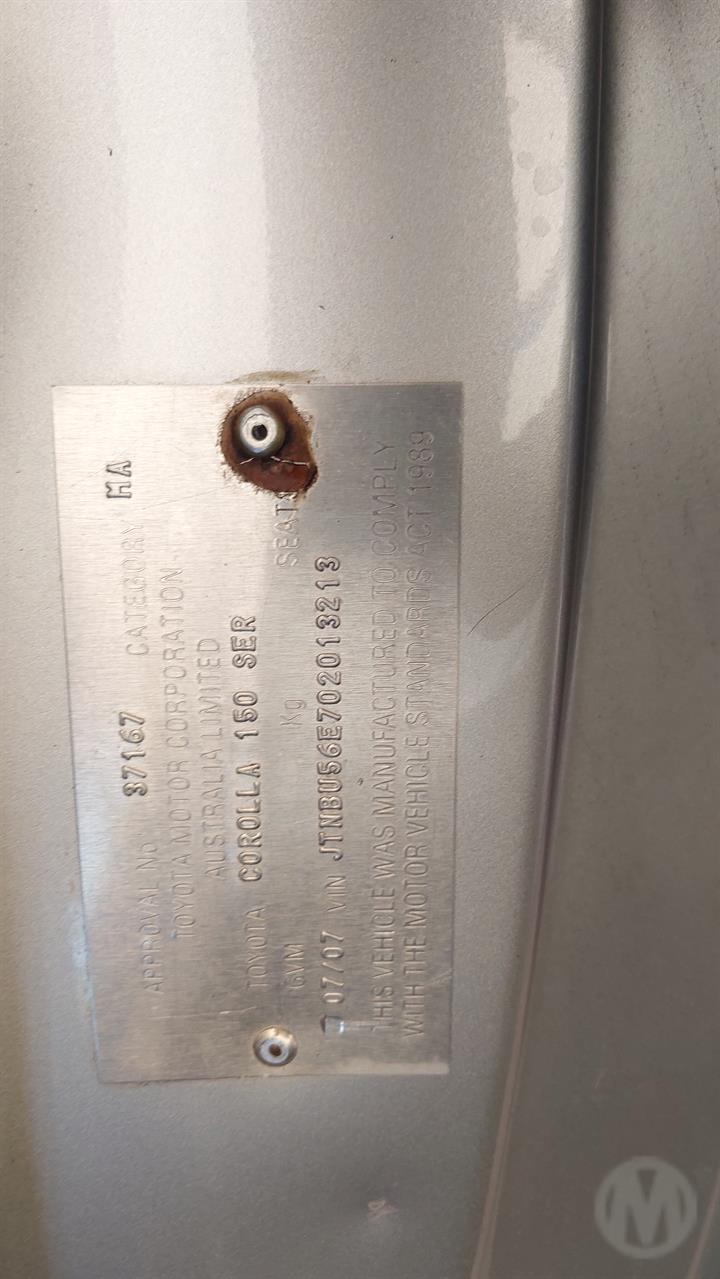 APPROVAL No 37167 CATEGORY MA
TOYOTA MOTOR CORPORATION
AUSTRALIA LIMITED
TOYOTA COROLLA 150 SER
GVM Kg SEATS
07/07 VIN JTNBU56E702013213
THIS VEHICLE WAS MANUFACTURED TO COMPLY
WITH THE MOTOR VEHICLE STANDARDS ACT 1989
M